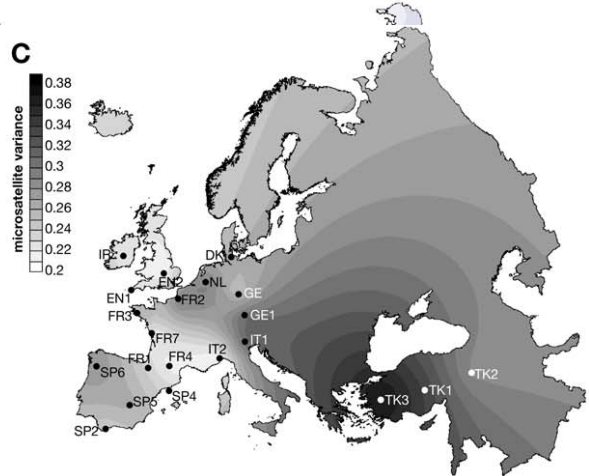 C
microsatellite variance
0.38
0.36
0.34
0.32
0.3
0.28
0.26
0.24
0.22
0.2
DK
EN2
NL
EN1
FR2
GE
FR3
GE1
FR7
IT1
IT2
FR1
FR4
SP6
TK2
SP4
TK1
SP5
TK3
SP2